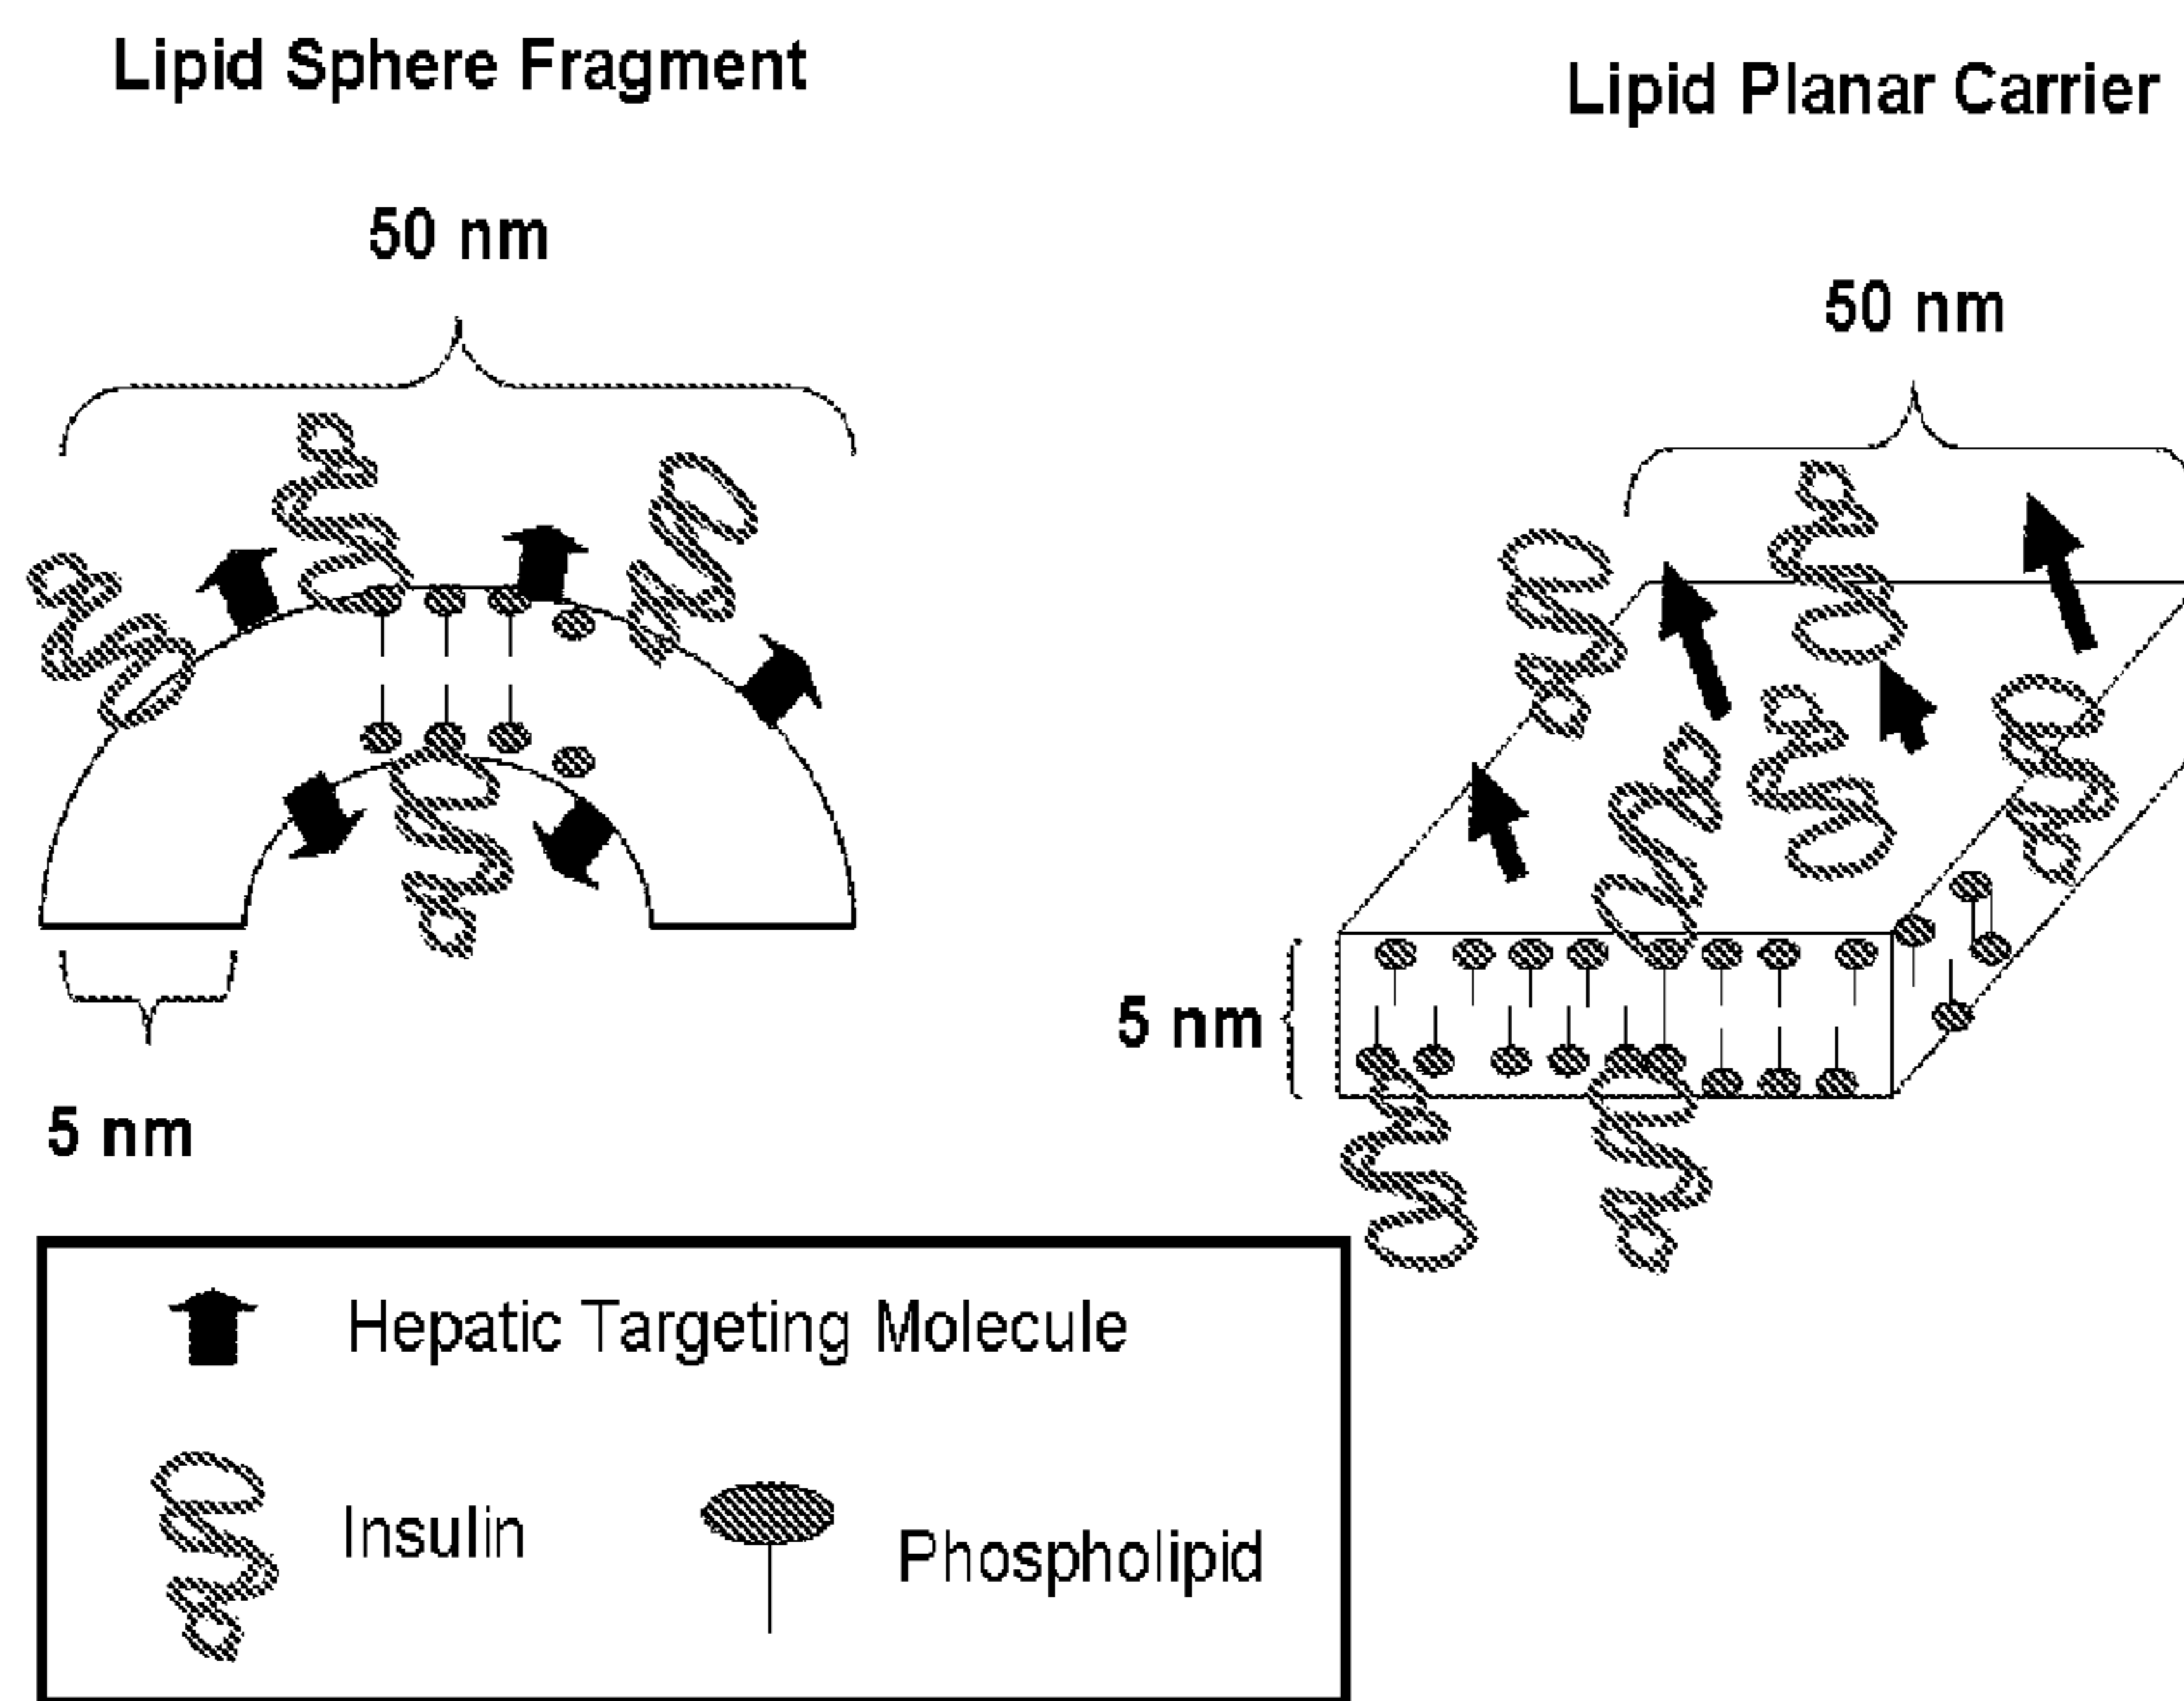 Lipid Sphere Fragment
50 nm
5 nm
Lipid Planar Carrier
50 nm
5 nm
Hepatic Targeting Molecule
Insulin
Phospholipid